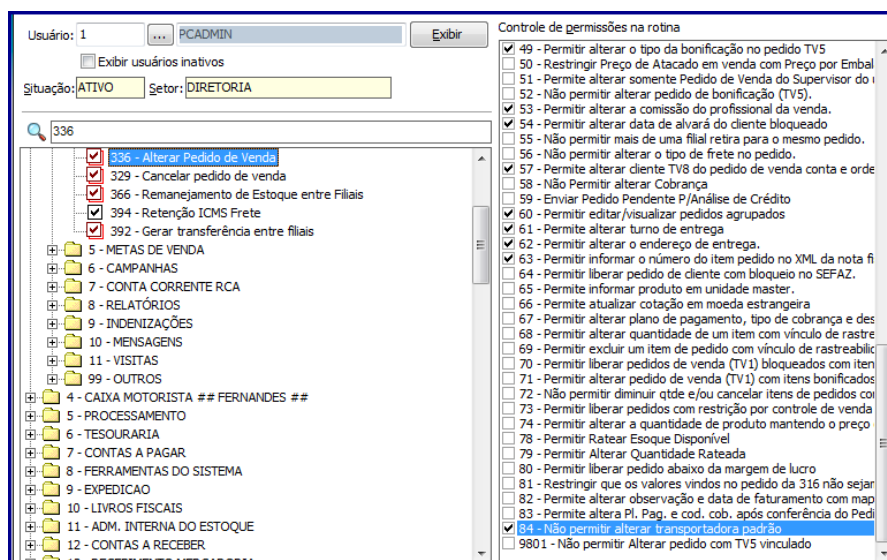 Usuário: 1 ... PCADMIN Exibir
Exibir usuários inativos
Situação: ATIVO Setor: DIRETORIA
336
336 - Alterar Pedido de Venda
329 - Cancelar pedido de venda
366 - Remanejamento de Estoque entre Filiais
394 - Retenção ICMS Frete
392 - Gerar transferência entre filiais
5 - METAS DE VENDA
6 - CAMPANHAS
7 - CONTA CORRENTE RCA
8 - RELATÓRIOS
9 - INDENIZAÇÕES
10 - MENSAGENS
11 - VISITAS
99 - OUTROS
4 - CAIXA MOTORISTA ## FERNANDES ##
5 - PROCESSAMENTO
6 - TESOURARIA
7 - CONTAS A PAGAR
8 - FERRAMENTAS DO SISTEMA
9 - EXPEDICAO
10 - LIVROS FISCAIS
11 - ADM. INTERNA DO ESTOQUE
12 - CONTAS A RECEBER
Controle de permissões na rotina
49 - Permitir alterar o tipo da bonificação no pedido TV5
50 - Restringir Preço de Atacado em venda com Preço por Embal
51 - Permite alterar somente Pedido de Venda do Supervisor do
52 - Não permitir alterar pedido de bonificação (TV5).
53 - Permitir alterar a comissão do profissional da venda.
54 - Permitir alterar data de alvará do cliente bloqueado
55 - Não permitir mais de uma filial retira para o mesmo pedido.
56 - Não permitir alterar o tipo de frete no pedido.
57 - Permite alterar cliente TV8 do pedido de venda conta e orde
58 - Não Permitir alterar Cobrança
59 - Enviar Pedido Pendente P/Análise de Crédito
60 - Permitir editar/visualizar pedidos agrupados
61 - Permite alterar turno de entrega
62 - Permitir alterar o endereço de entrega.
63 - Permitir informar o número do item pedido no XML da nota fi
64 - Permitir liberar pedido de cliente com bloqueio no SEFAZ.
65 - Permite informar produto em unidade master.
66 - Permite atualizar cotação em moeda estrangeira
67 - Permitir alterar plano de pagamento, tipo de cobrança e des
68 - Permitir alterar quantidade de um item com vínculo de rastre
69 - Permitir excluir um item de pedido com vínculo de rastreabilic
70 - Permitir liberar pedidos de venda (TV1) bloqueados com iten
71 - Permitir alterar pedido de venda (TV1) com itens bonificados
72 - Não permitir diminuir qtde e/ou cancelar itens de pedidos co
73 - Permitir liberar pedidos com restrição por controle de venda
74 - Permitir alterar a quantidade de produto mantendo o preço
78 - Permitir Ratear Esoque Disponível
79 - Permitir Alterar Quantidade Rateada
80 - Permitir liberar pedido abaixo da margem de lucro
81 - Restringir que os valores vindos no pedido da 316 não sejar
82 - Permite alterar observação e data de faturamento com map
83 - Permite altera Pl. Pag. e cod. cob. após conferência do Pedi
84 - Não permitir alterar transportadora padrão
9801 - Não permitir Alterar pedido com TV5 vinculado